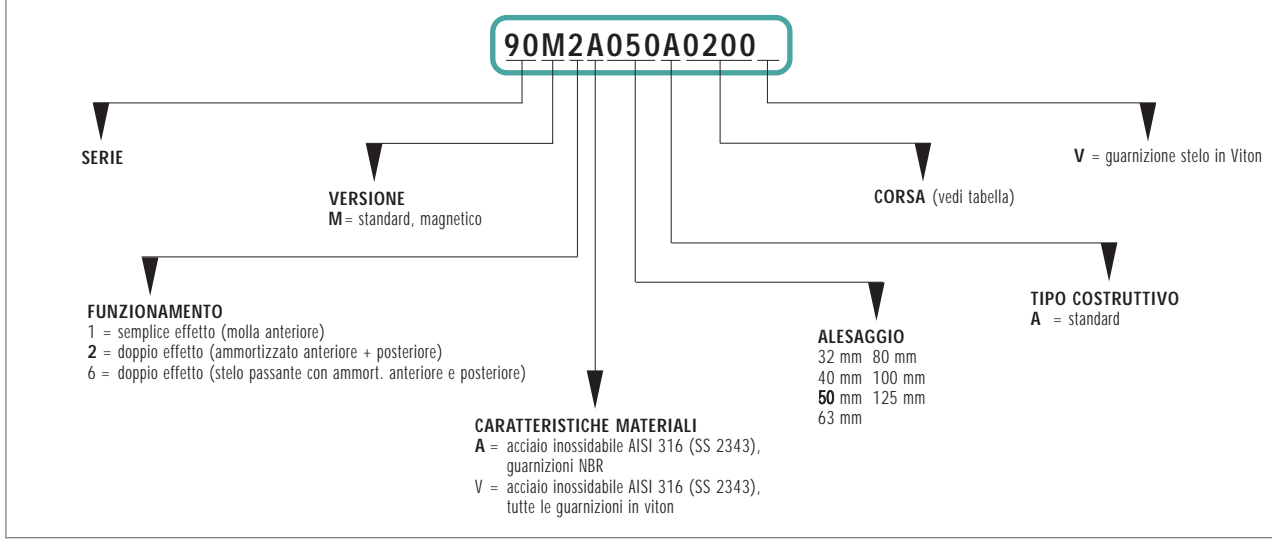 90M2A050A0200
SERIE
V = guarnizione stelo in Viton
VERSIONE
M = standard, magnetico
CORSA (vedi tabella)
FUNZIONAMENTO
1 = semplice effetto (molla anteriore)
2 = doppio effetto (ammortizzato anteriore + posteriore)
6 = doppio effetto (stelo passante con ammort. anteriore e posteriore)
TIPO COSTRUTTIVO
A = standard
ALESAGGIO
32 mm 80 mm
40 mm 100 mm
50 mm 125 mm
63 mm
CARATTERISTICHE MATERIALI
A = acciaio inossidabile AISI 316 (SS 2343),
guarnizioni NBR
V = acciaio inossidabile AISI 316 (SS 2343),
tutte le guarnizioni in viton